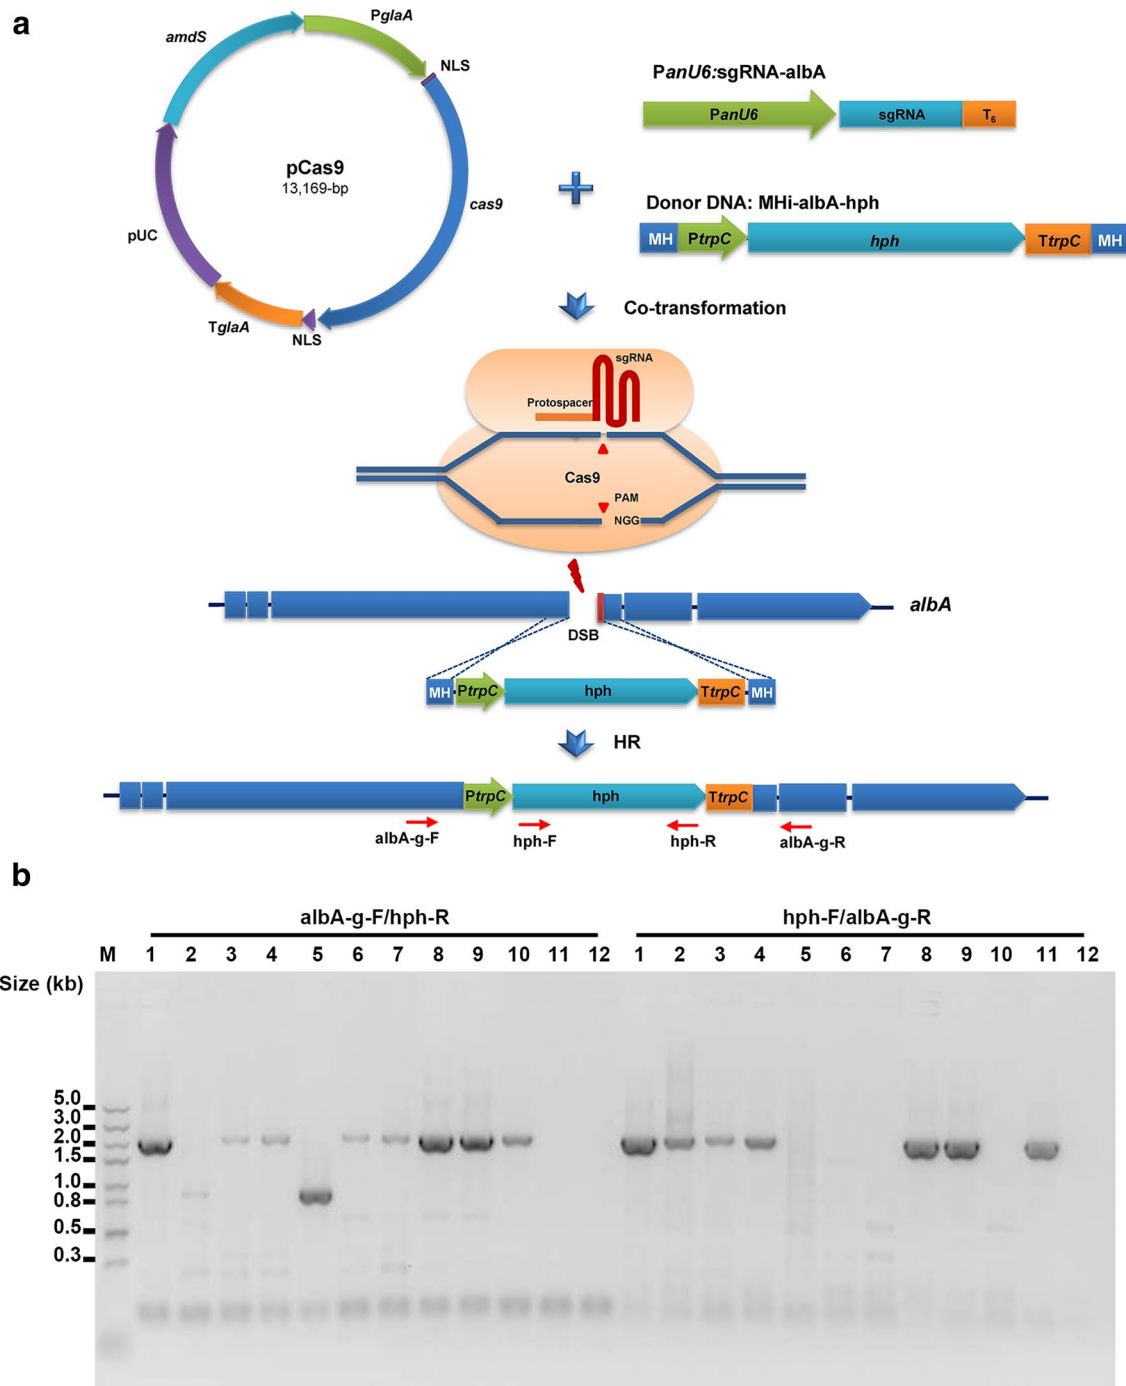 a
PglaA
amdS
NLS
PanU6:sgRNA-albA
PanU6 sgRNA T6
pCas9
13,169-bp
cas9
Donor DNA: MHi-albA-hph
MH PtrpC hph TtrpC MH
pUC
TglaA
NLS
Co-transformation
sgRNA
Protospacer
Cas9
PAM
NGG
albA
DSB
MH PtrpC hph TtrpC MH
HR
PtrpC hph TtrpC
albA-g-F hph-F hph-R albA-g-R
b
albA-g-F/hph-R hph-F/albA-g-R
M 1 2 3 4 5 6 7 8 9 10 11 12 1 2 3 4 5 6 7 8 9 10 11 12
Size (kb)
5.0
3.0
2.0
1.5
1.0
0.8
0.5
0.3